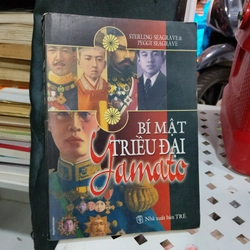 STERLING SEAGRAVE &
PEGGY SEAGRAVE
BÍ MẬT
TRIỀU ĐẠI
Yamato
Nhà xuất bản TRẺ